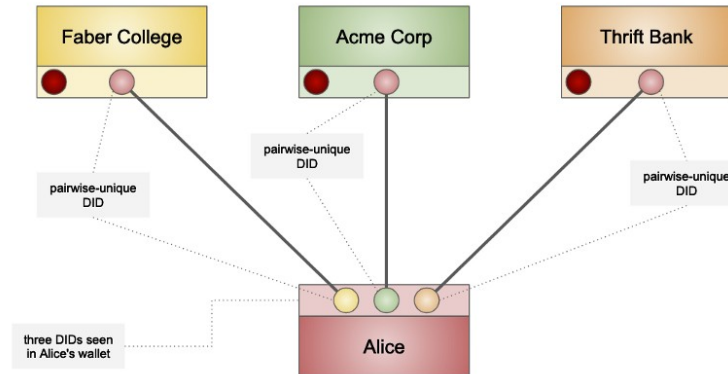 Faber College
Acme Corp
Thrift Bank
pairwise-unique
DID
pairwise-unique
DID
pairwise-unique
DID
three DIDs seen
in Alice's wallet
Alice